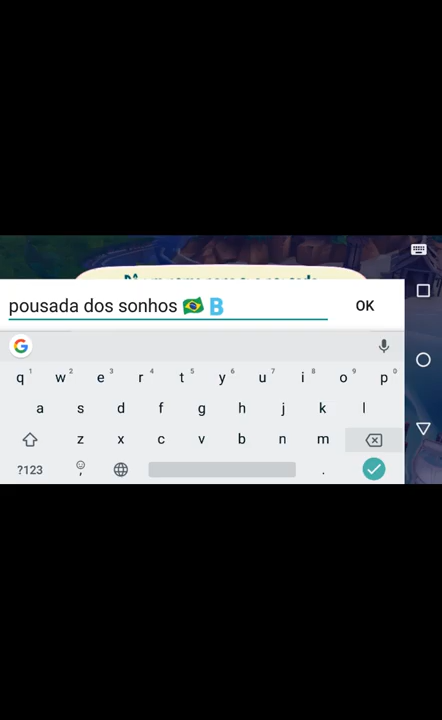 pousada dos sonhos 🇧🇷 B
OK
G
q 1 w 2 e 3 r 4 t 5 y 6 u 7 i 8 o 9 p 0
a s d f g h j k l
z x c v b n m
?123 , .